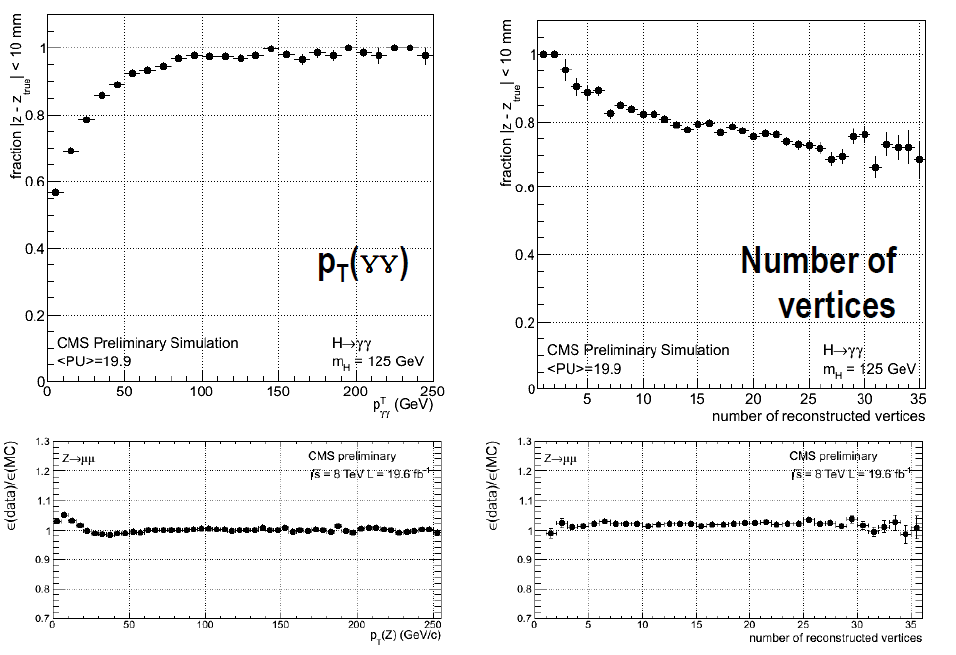 fraction |z - z_true| < 10 mm
1
0.8
0.6
0.4
0.2
0
p_T(γγ)
CMS Preliminary Simulation
<PU>=19.9
H→γγ
m_H = 125 GeV
0 50 100 150 200 250
p^T_γγ (GeV)
fraction |z - z_true| < 10 mm
1
0.8
0.6
0.4
0.2
0
Number of
vertices
CMS Preliminary Simulation
<PU>=19.9
H→γγ
m_H = 125 GeV
5 10 15 20 25 30 35
number of reconstructed vertices
ϵ(data)/ϵ(MC)
1.3
1.2
1.1
1
0.9
0.8
0.7
Z→μμ
CMS preliminary
√s = 8 TeV L = 19.6 fb⁻¹
0 50 100 150 200 250
p_T(Z) (GeV/c)
ϵ(data)/ϵ(MC)
1.3
1.2
1.1
1
0.9
0.8
0.7
Z→μμ
CMS preliminary
√s = 8 TeV L = 19.6 fb⁻¹
0 5 10 15 20 25 30 35
number of reconstructed vertices